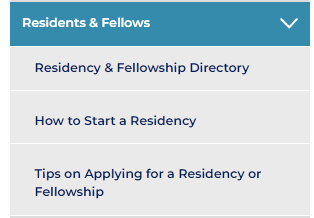 Residents & Fellows
Residency & Fellowship Directory
How to Start a Residency
Tips on Applying for a Residency or
Fellowship